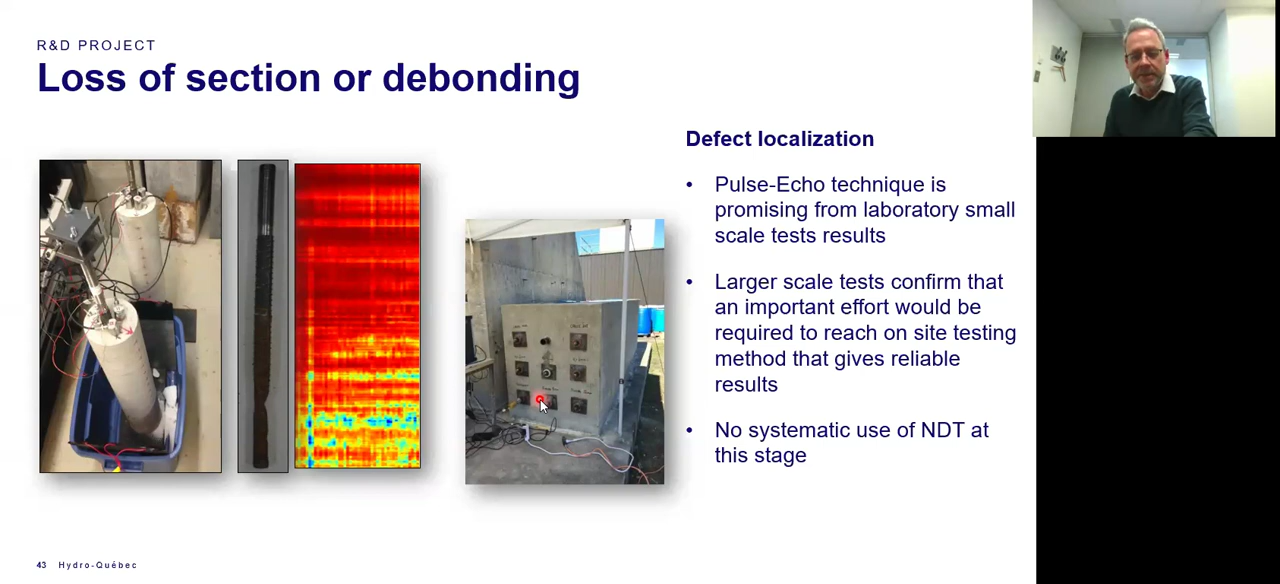 R&D PROJECT
Loss of section or debonding
Defect localization
• Pulse-Echo technique is
promising from laboratory small
scale tests results
• Larger scale tests confirm that
an important effort would be
required to reach on site testing
method that gives reliable
results
• No systematic use of NDT at
this stage
43 Hydro-Québec